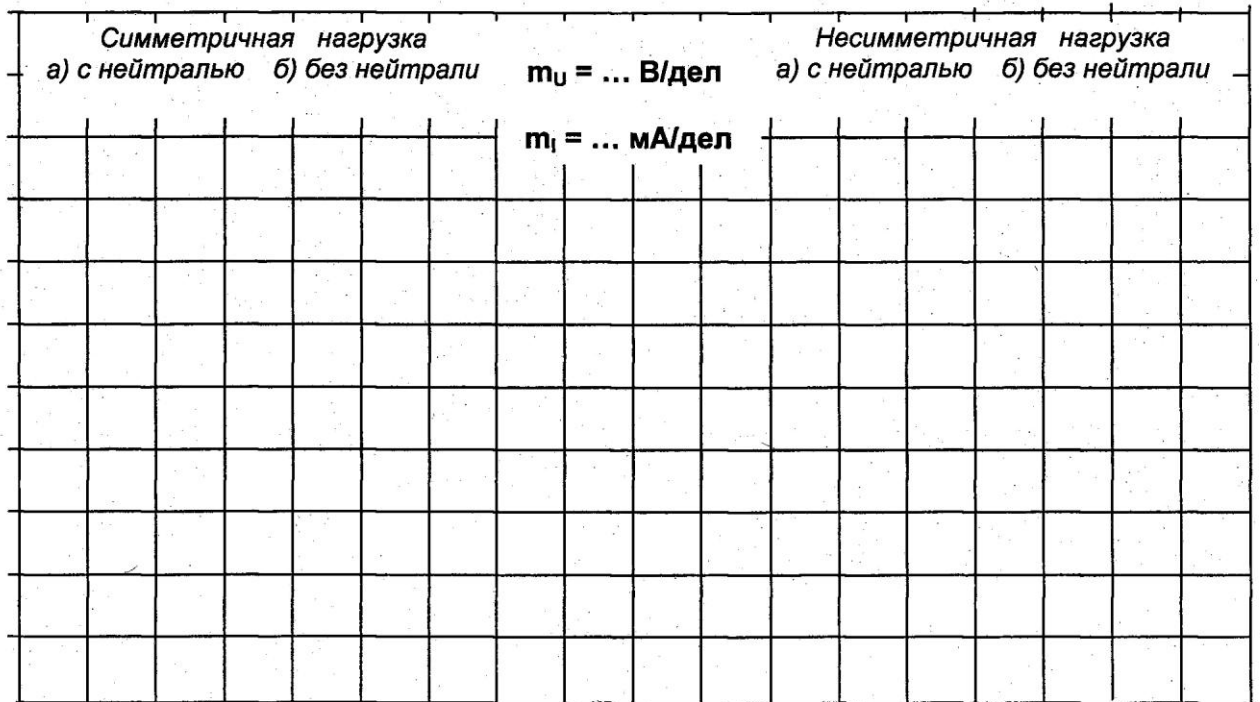 Симметричная нагрузка
а) с нейтралью б) без нейтрали
m_U = ... В/дел
m_I = ... мА/дел
Несимметричная нагрузка
а) с нейтралью б) без нейтрали